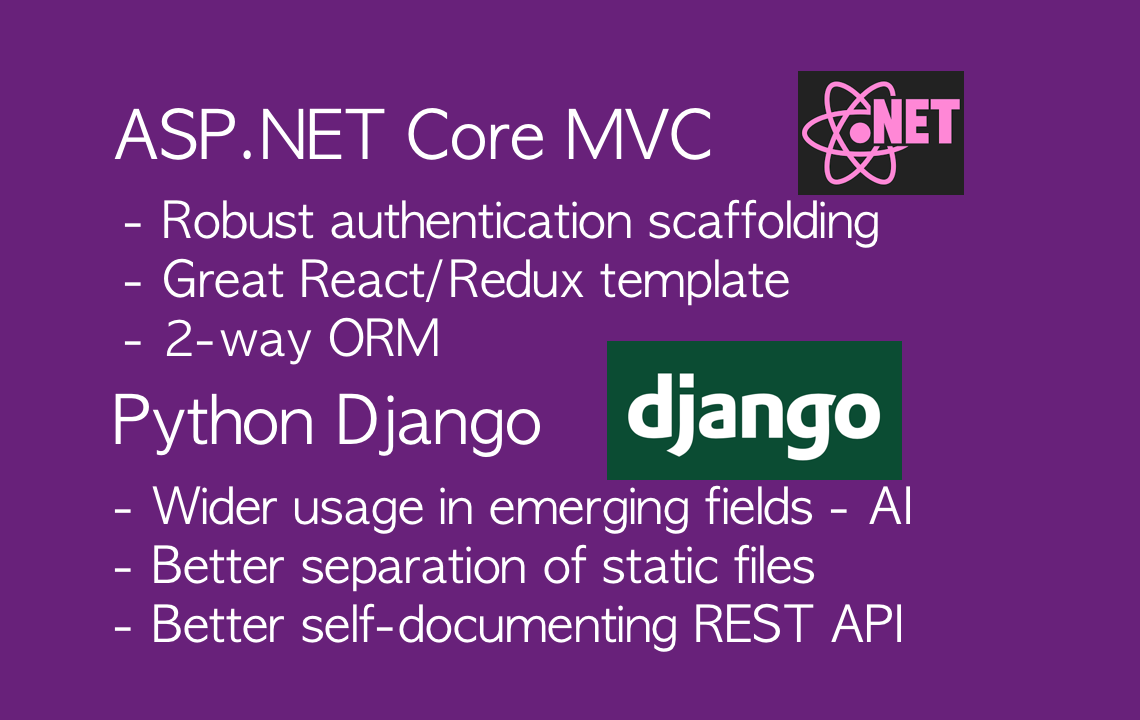 ASP.NET Core MVC
.NET
- Robust authentication scaffolding
- Great React/Redux template
- 2-way ORM
Python Django
django
- Wider usage in emerging fields - AI
- Better separation of static files
- Better self-documenting REST API